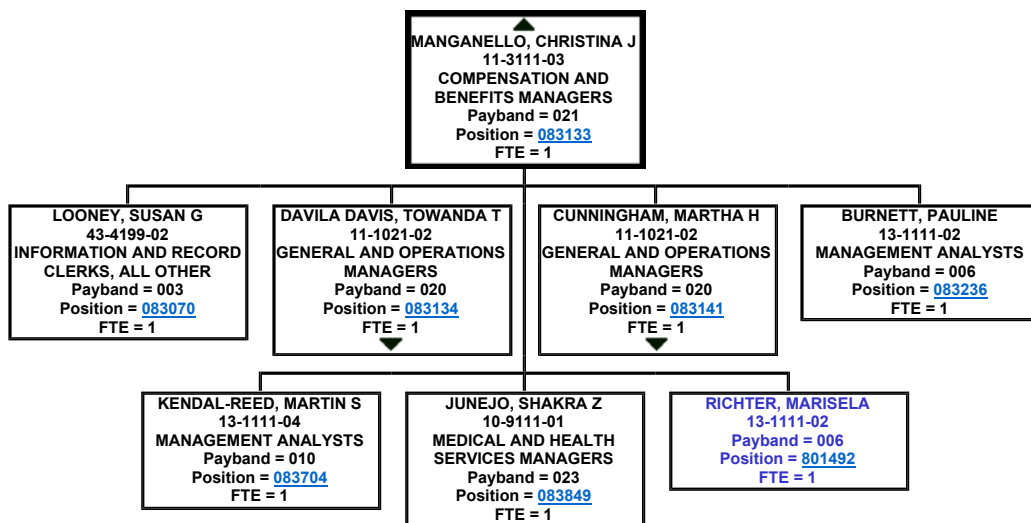 MANGANELLO, CHRISTINA J
11-3111-03
COMPENSATION AND
BENEFITS MANAGERS
Payband = 021
Position = 083133
FTE = 1
LOONEY, SUSAN G
43-4199-02
INFORMATION AND RECORD
CLERKS, ALL OTHER
Payband = 003
Position = 083070
FTE = 1
DAVILA DAVIS, TOWANDA T
11-1021-02
GENERAL AND OPERATIONS
MANAGERS
Payband = 020
Position = 083134
FTE = 1
CUNNINGHAM, MARTHA H
11-1021-02
GENERAL AND OPERATIONS
MANAGERS
Payband = 020
Position = 083141
FTE = 1
BURNETT, PAULINE
13-1111-02
MANAGEMENT ANALYSTS
Payband = 006
Position = 083236
FTE = 1
KENDAL-REED, MARTIN S
13-1111-04
MANAGEMENT ANALYSTS
Payband = 010
Position = 083704
FTE = 1
JUNEJO, SHAKRA Z
10-9111-01
MEDICAL AND HEALTH
SERVICES MANAGERS
Payband = 023
Position = 083849
FTE = 1
RICHTER, MARISELA
13-1111-02
Payband = 006
Position = 801492
FTE = 1